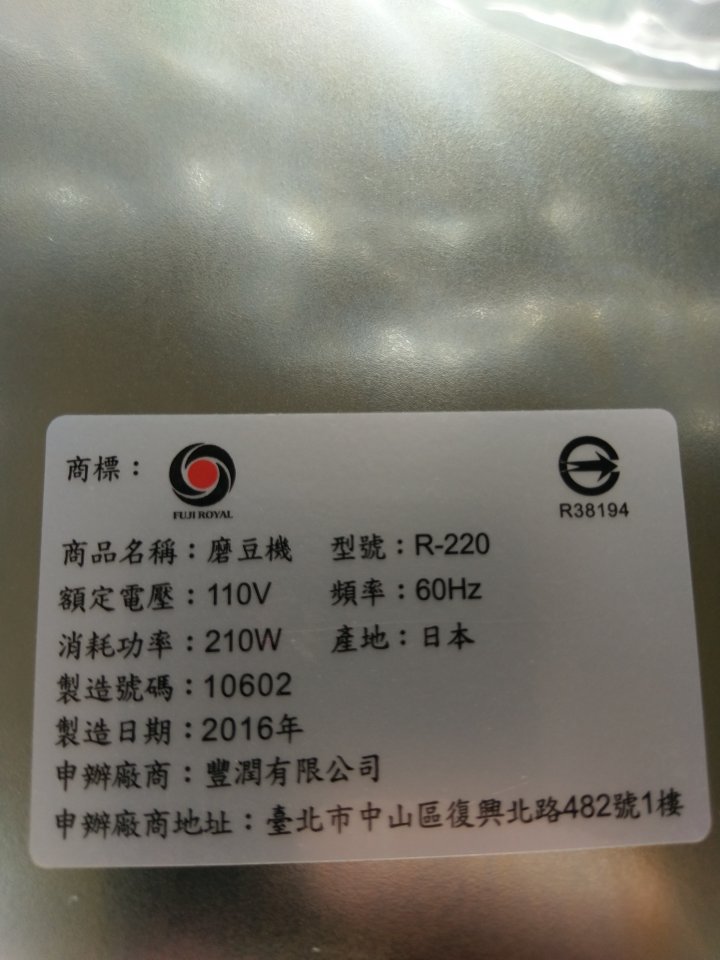 商標：
FUJI ROYAL
R38194
商品名稱：磨豆機 型號：R-220
額定電壓：110V 頻率：60Hz
消耗功率：210W 產地：日本
製造號碼：10602
製造日期：2016年
申辦廠商：豐潤有限公司
申辦廠商地址：臺北市中山區復興北路482號1樓